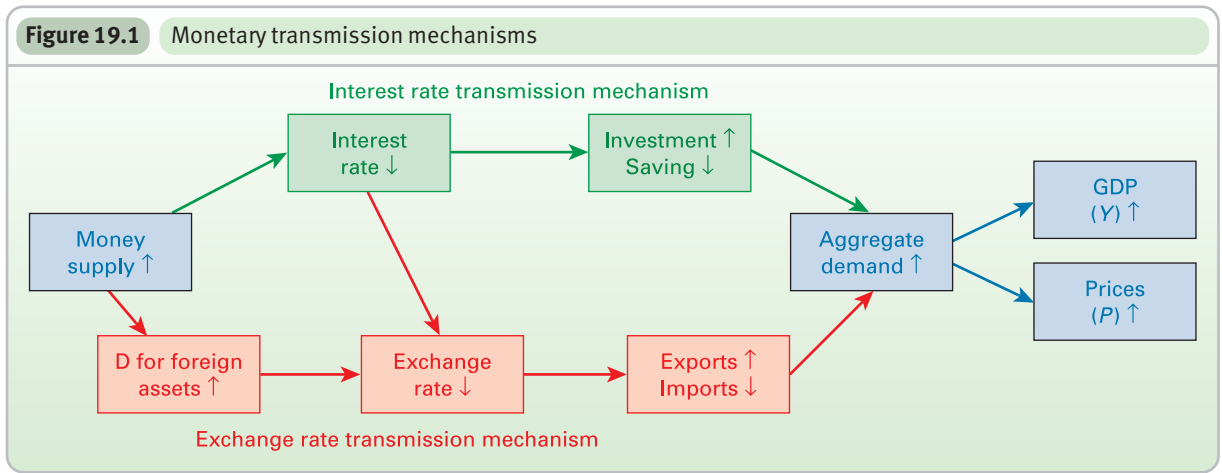 Figure 19.1 Monetary transmission mechanisms
Interest rate transmission mechanism
Interest
rate ↓
Investment ↑
Saving ↓
Money
supply ↑
Aggregate
demand ↑
GDP
(Y) ↑
Prices
(P) ↑
D for foreign
assets ↑
Exchange
rate ↓
Exports ↑
Imports ↓
Exchange rate transmission mechanism